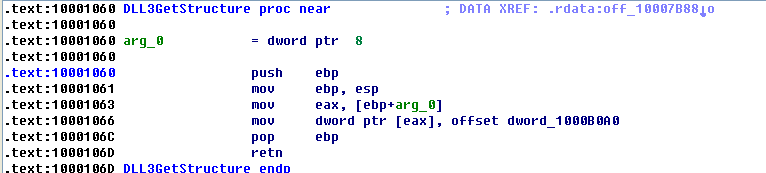 .text:10001060 DLL3GetStructure proc near ; DATA XREF: .rdata:off_10007B88↓o
.text:10001060
.text:10001060 arg_0 = dword ptr 8
.text:10001060
.text:10001060 push ebp
.text:10001061 mov ebp, esp
.text:10001063 mov eax, [ebp+arg_0]
.text:10001066 mov dword ptr [eax], offset dword_1000B0A0
.text:1000106C pop ebp
.text:1000106D retn
.text:1000106D DLL3GetStructure endp